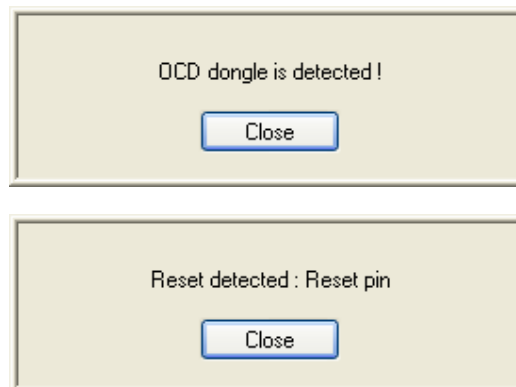 OCD dongle is detected !
Close
Reset detected : Reset pin
Close